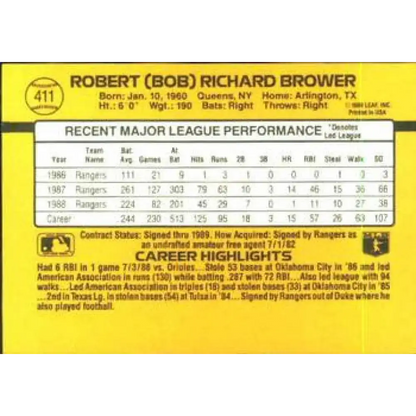 411
ROBERT (BOB) RICHARD BROWER
Born: Jan. 10, 1960 Queens, NY Home: Arlington, TX
Ht.: 6'0" Wgt.: 190 Bats: Right Throws: Right
© 1988 LEAF, INC.
Printed in USA
RECENT MAJOR LEAGUE PERFORMANCE *Denotes Led League
Year Team Name Bat. Avg. Games At Bat Hits Runs 2B 3B HR RBI Steal Walk SO
1986 Rangers .111 21 9 1 3 1 0 0 0 1 0 3
1987 Rangers .261 127 303 79 63 10 3 14 46 15 36 66
1988 Rangers .224 82 201 45 29 7 0 1 11 10 27 38
Career .244 230 513 125 95 18 3 15 57 26 63 107
Contract Status: Signed thru 1989. How Acquired: Signed by Rangers as
an undrafted amateur free agent 7/1/82
CAREER HIGHLIGHTS
Had 6 RBI in 1 game 7/3/88 vs. Orioles...Stole 53 bases at Oklahoma City in '86 and led
American Association in runs (130) while batting .287 with 72 RBI...Also led league with 94
walks...Led American Association in triples (18) and stolen bases (33) at Oklahoma City in '85
...2nd in Texas Lg. in stolen bases (54) at Tulsa in '84...Signed by Rangers out of Duke where he
also played football.